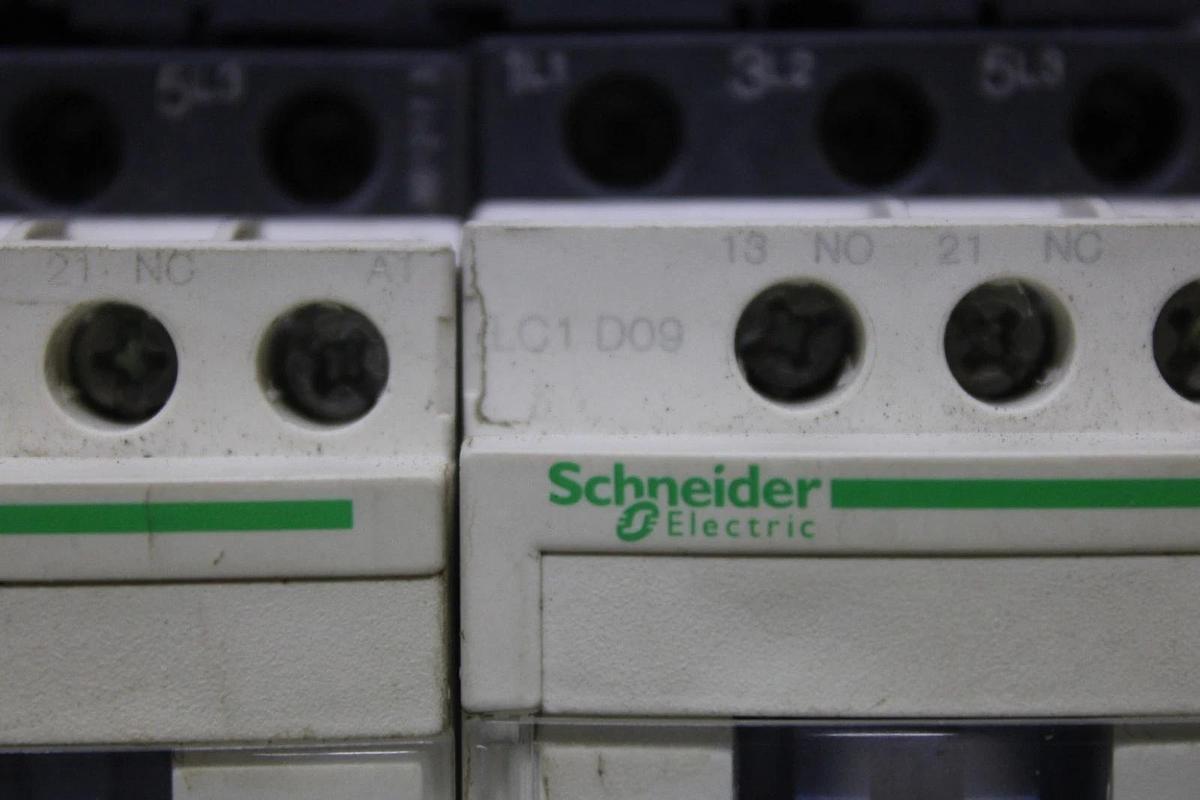 5L3
1L1 3L2 5L3
21 NC A1
13 NO 21 NC
LC1 D09
Schneider
Electric